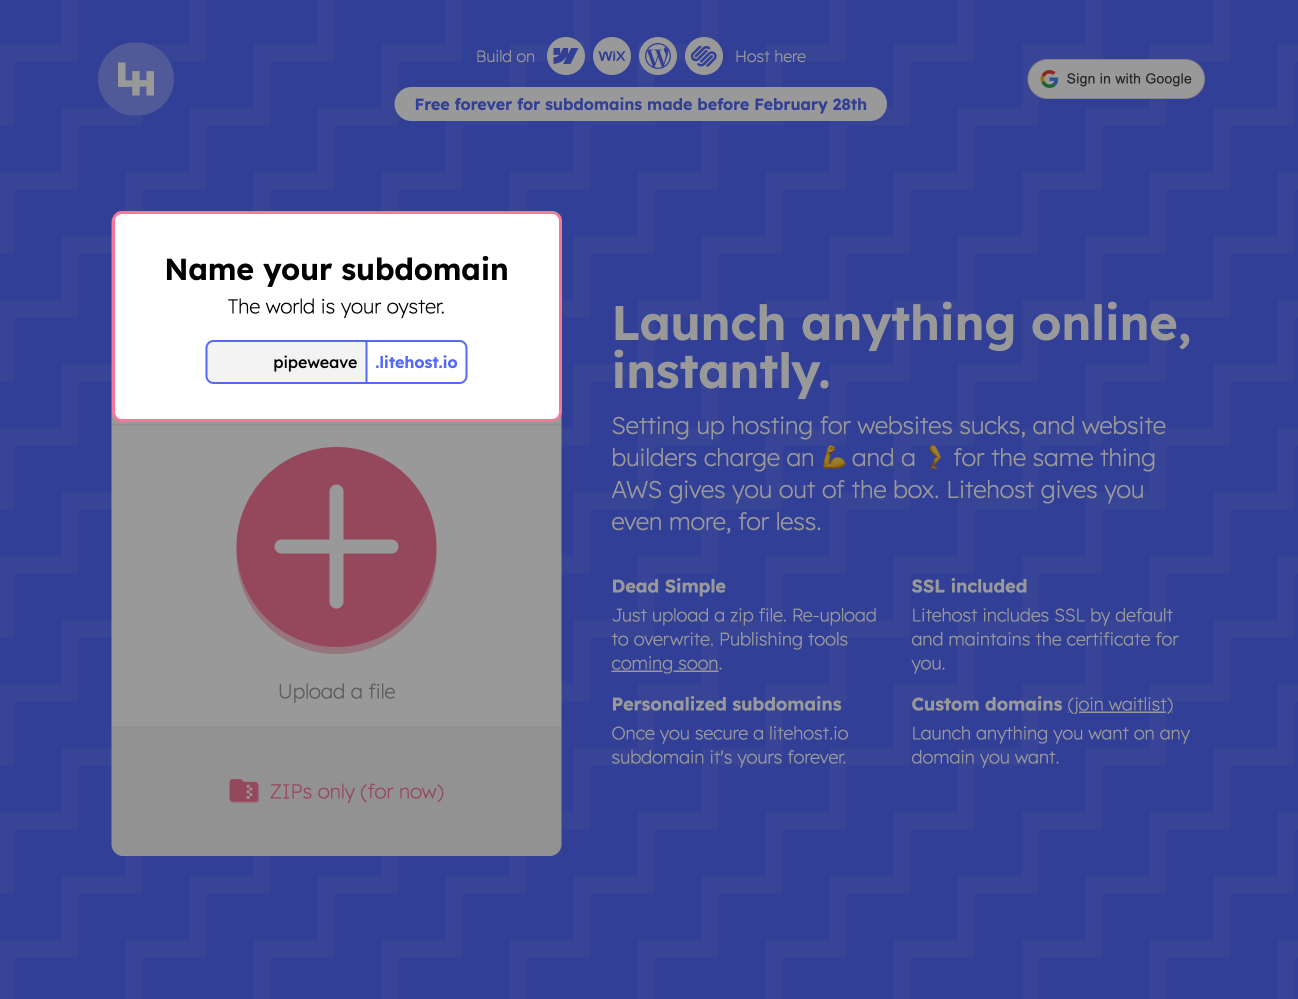 LH
Build on
WiX
Host here
Free forever for subdomains made before February 28th
Sign in with Google
Name your subdomain
The world is your oyster.
pipeweave .litehost.io
Upload a file
ZIPs only (for now)
Launch anything online,
instantly.
Setting up hosting for websites sucks, and website
builders charge an 💪 and a 🦵 for the same thing
AWS gives you out of the box. Litehost gives you
even more, for less.
Dead Simple
Just upload a zip file. Re-upload
to overwrite. Publishing tools
coming soon.
SSL included
Litehost includes SSL by default
and maintains the certificate for
you.
Personalized subdomains
Once you secure a litehost.io
subdomain it's yours forever.
Custom domains (join waitlist)
Launch anything you want on any
domain you want.